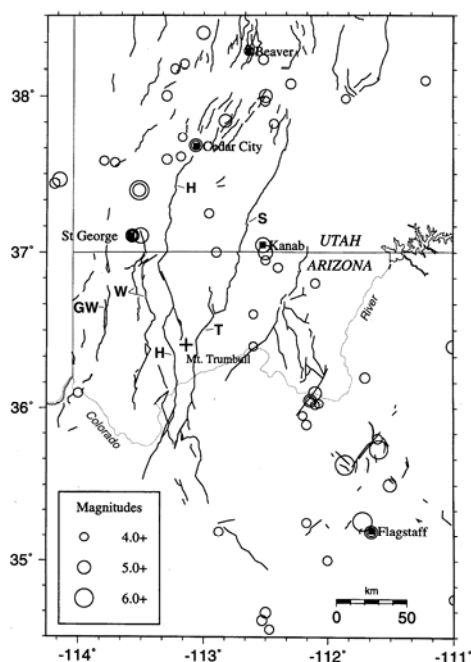 Beaver
38°
Cedar City
H
S
St George
Kanab
UTAH
37°
ARIZONA
W
GW
River
T
H
Mt. Trumbull
36°
Colorado
Magnitudes
4.0+
5.0+
6.0+
Flagstaff
35°
km
0 50
-114° -113° -112° -111°